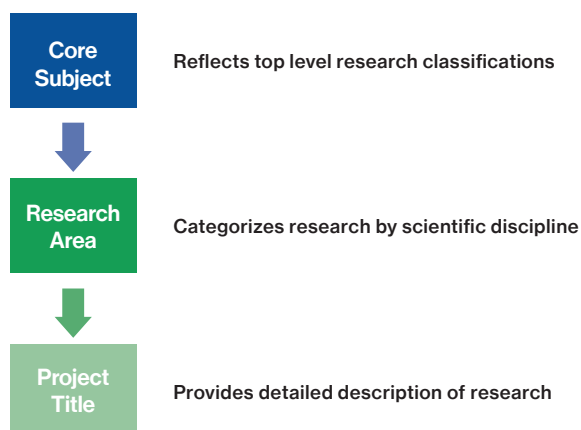 Core
Subject
Reflects top level research classifications
Research
Area
Categorizes research by scientific discipline
Project
Title
Provides detailed description of research